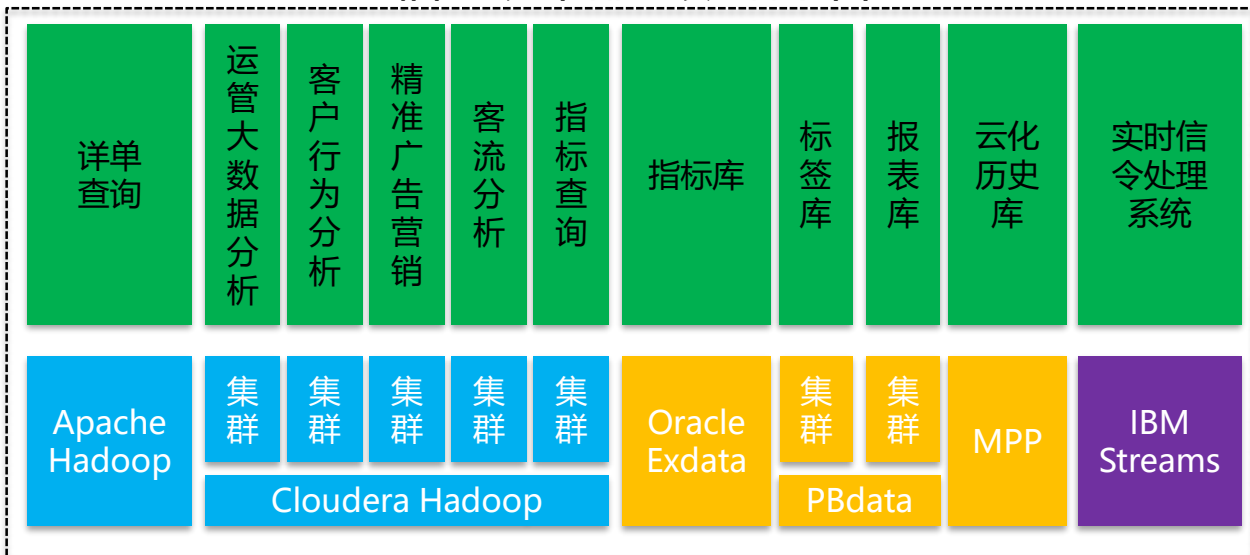 详单
查询
运管大数据分析
客户行为分析
精准广告营销
客流分析
指标查询
指标库
标签库
报表库
云化
历史
库
实时信
令处理
系统
Apache
Hadoop
集群
集群
集群
集群
集群
Cloudera Hadoop
Oracle
Exdata
集群
集群
PBdata
MPP
IBM
Streams